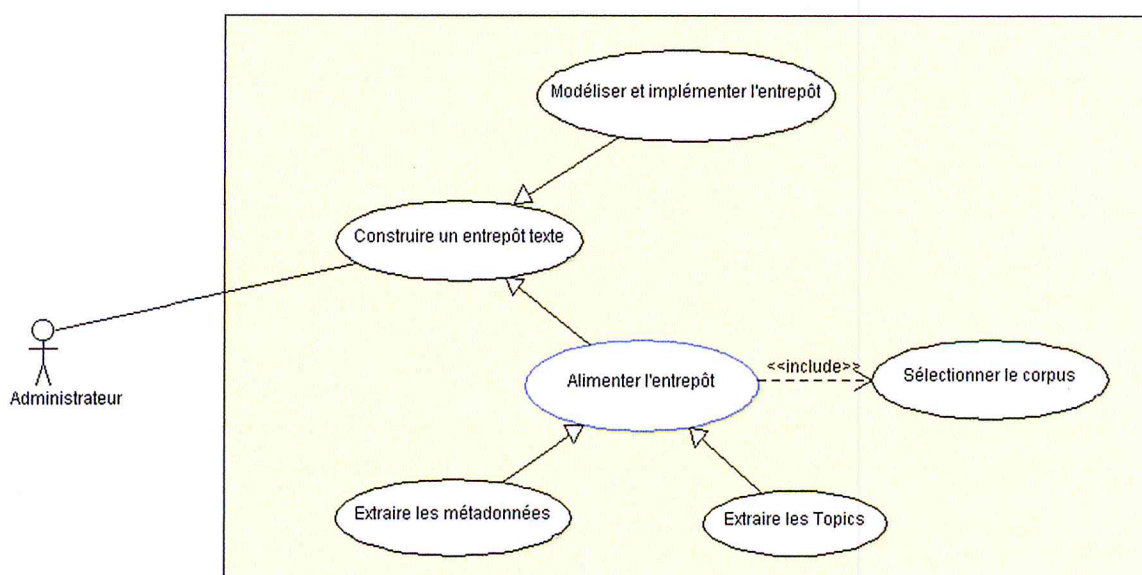 Modéliser et implémenter l'entrepôt
Construire un entrepôt texte
Administrateur
Alimenter l'entrepôt
<<include>>
Sélectionner le corpus
Extraire les métadonnées
Extraire les Topics